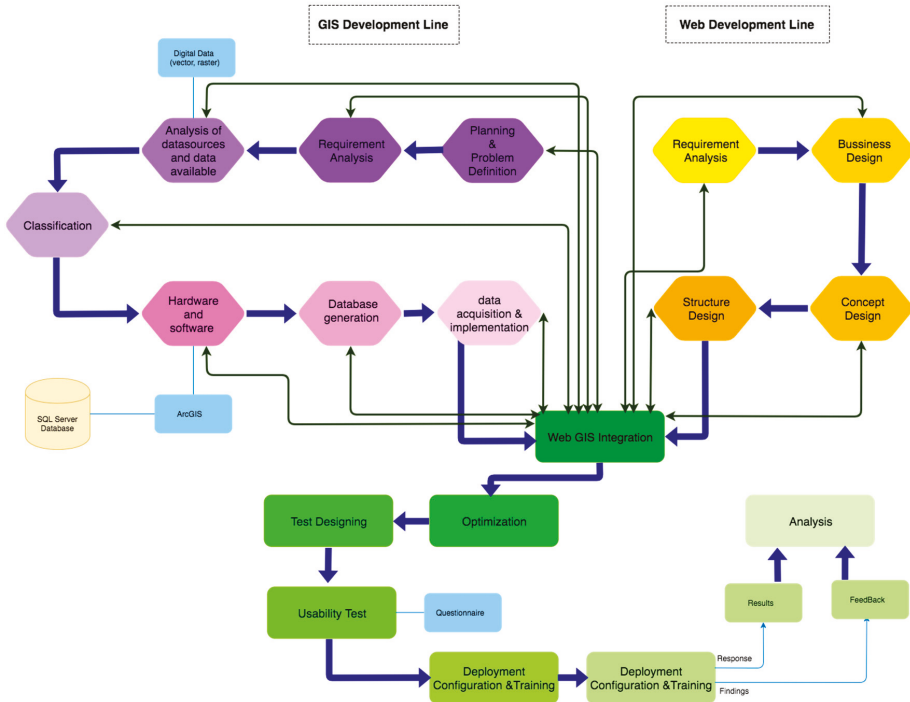 GIS Development Line
Web Development Line
Digital Data
(vector, raster)
Analysis of
datasources
and data
available
Requirement
Analysis
Planning
&
Problem
Definition
Requirement
Analysis
Bussiness
Design
Classification
Hardware
and
software
Database
generation
data
acquisition &
implementation
Structure
Design
Concept
Design
SQL Server
Database
ArcGIS
Web GIS Integration
Test Designing
Optimization
Analysis
Usability Test
Questionnaire
Results
FeedBack
Deployment
Configuration &Training
Deployment
Configuration &Training
Response
Findings